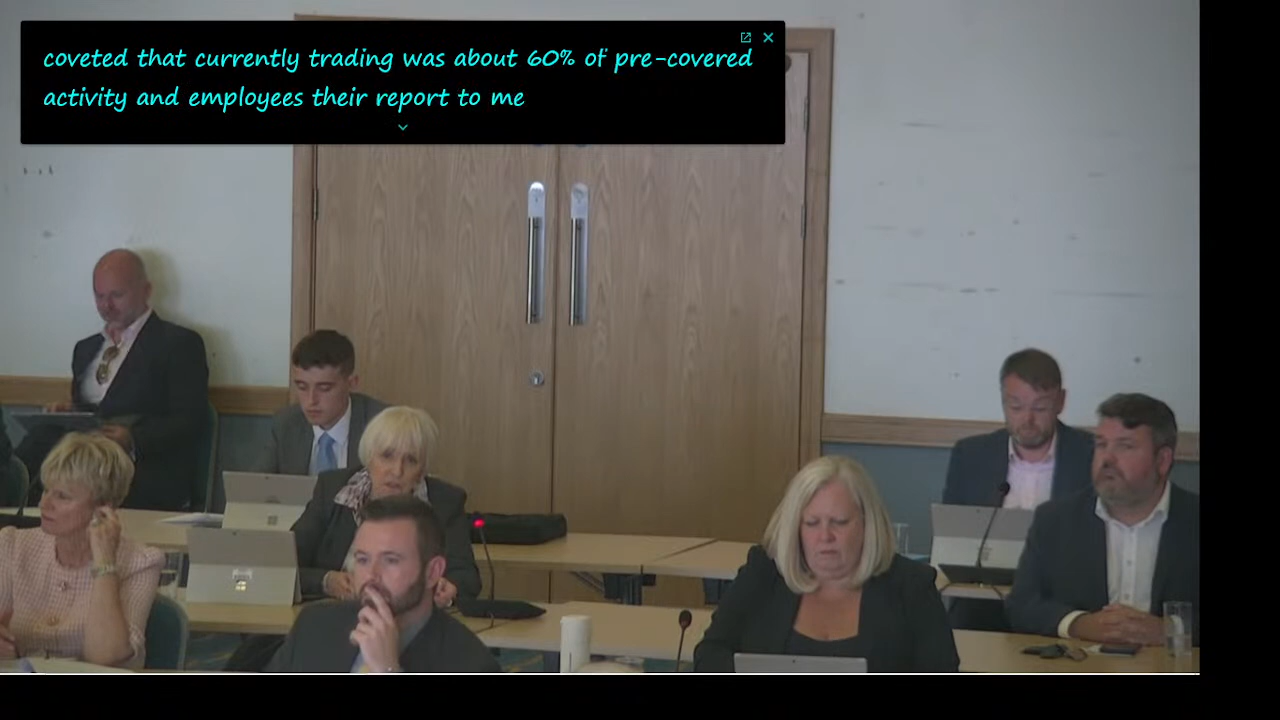 coveted that currently trading was about 60% of pre-covered
activity and employees their report to me